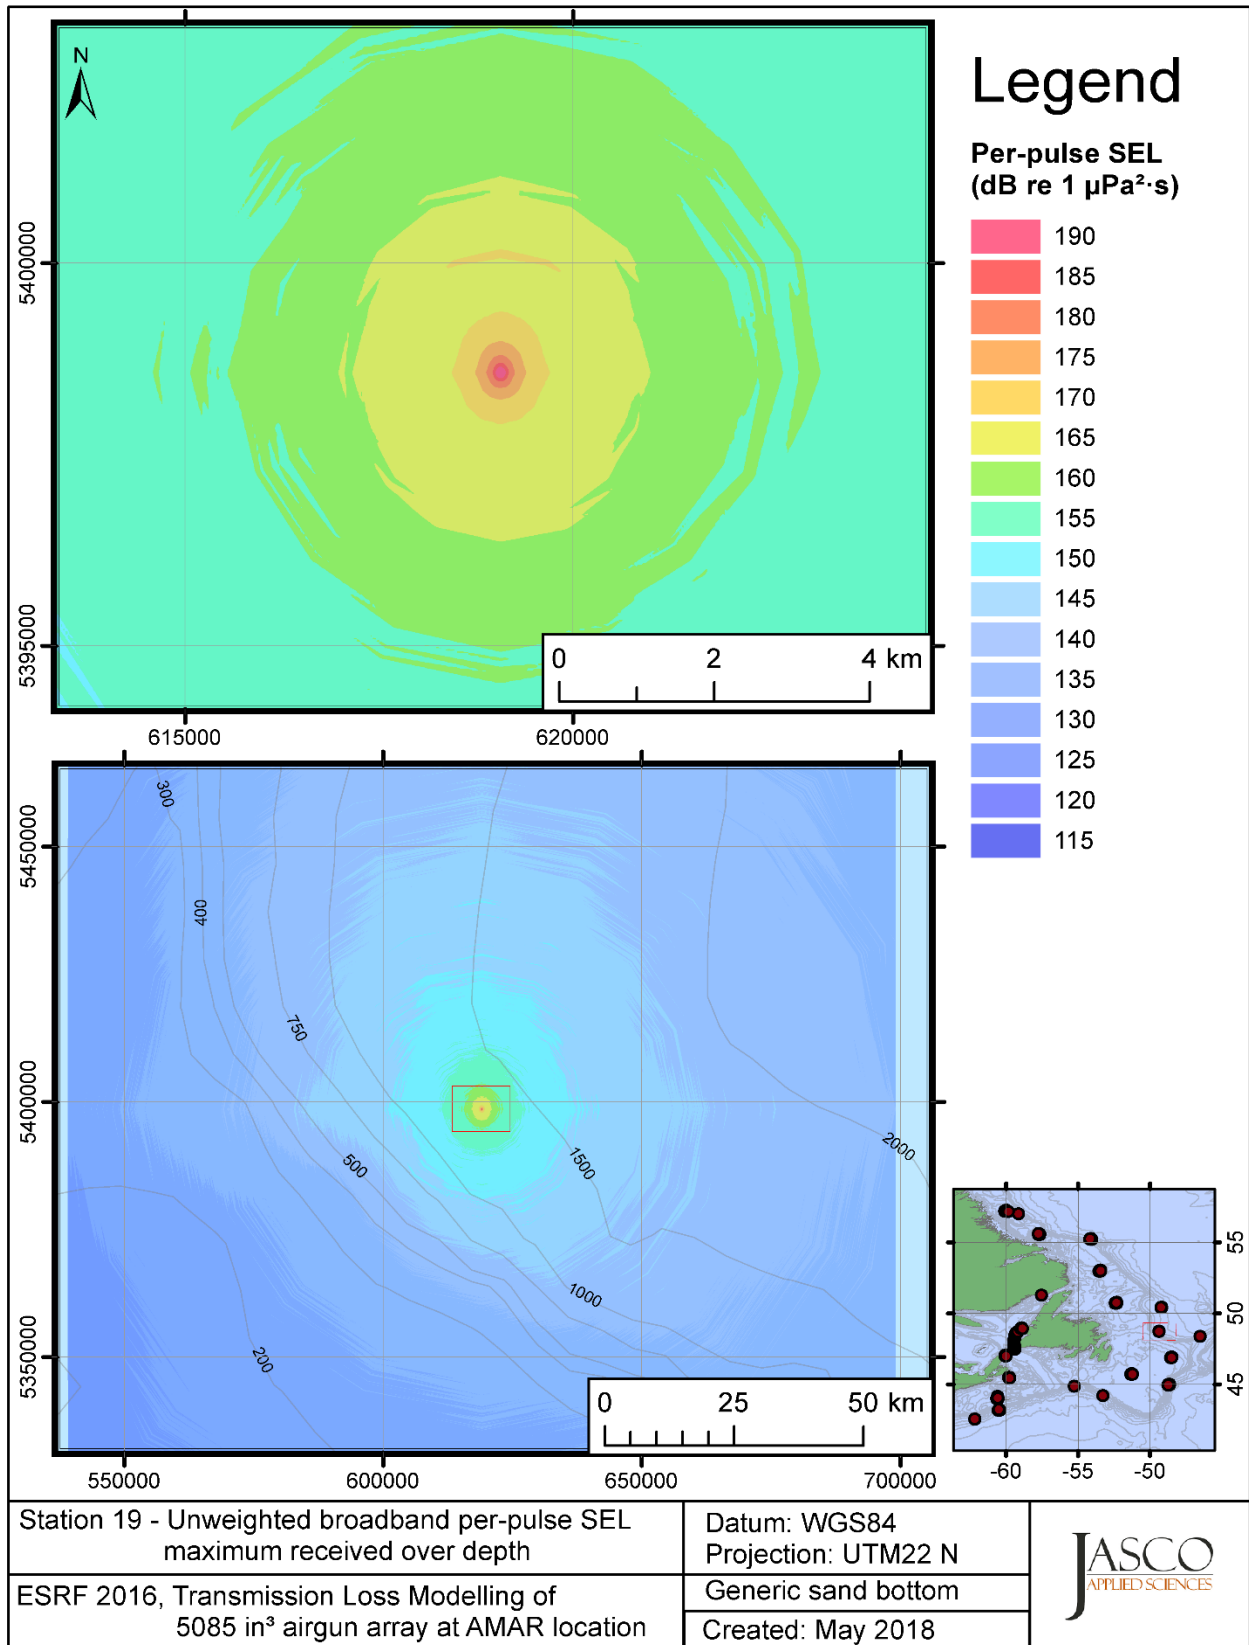 N
5400000
5395000
0 2 4 km
615000 620000
Legend
Per-pulse SEL
(dB re 1 µPa²·s)
190
185
180
175
170
165
160
155
150
145
140
135
130
125
120
115
300
400
750
500
1500
2000
1000
200
5450000
5400000
5350000
0 25 50 km
550000 600000 650000 700000
55
50
45
-60 -55 -50
Station 19 - Unweighted broadband per-pulse SEL
maximum received over depth
ESRF 2016, Transmission Loss Modelling of
5085 in³ airgun array at AMAR location
Datum: WGS84
Projection: UTM22 N
Generic sand bottom
Created: May 2018
JASCO
APPLIED SCIENCES